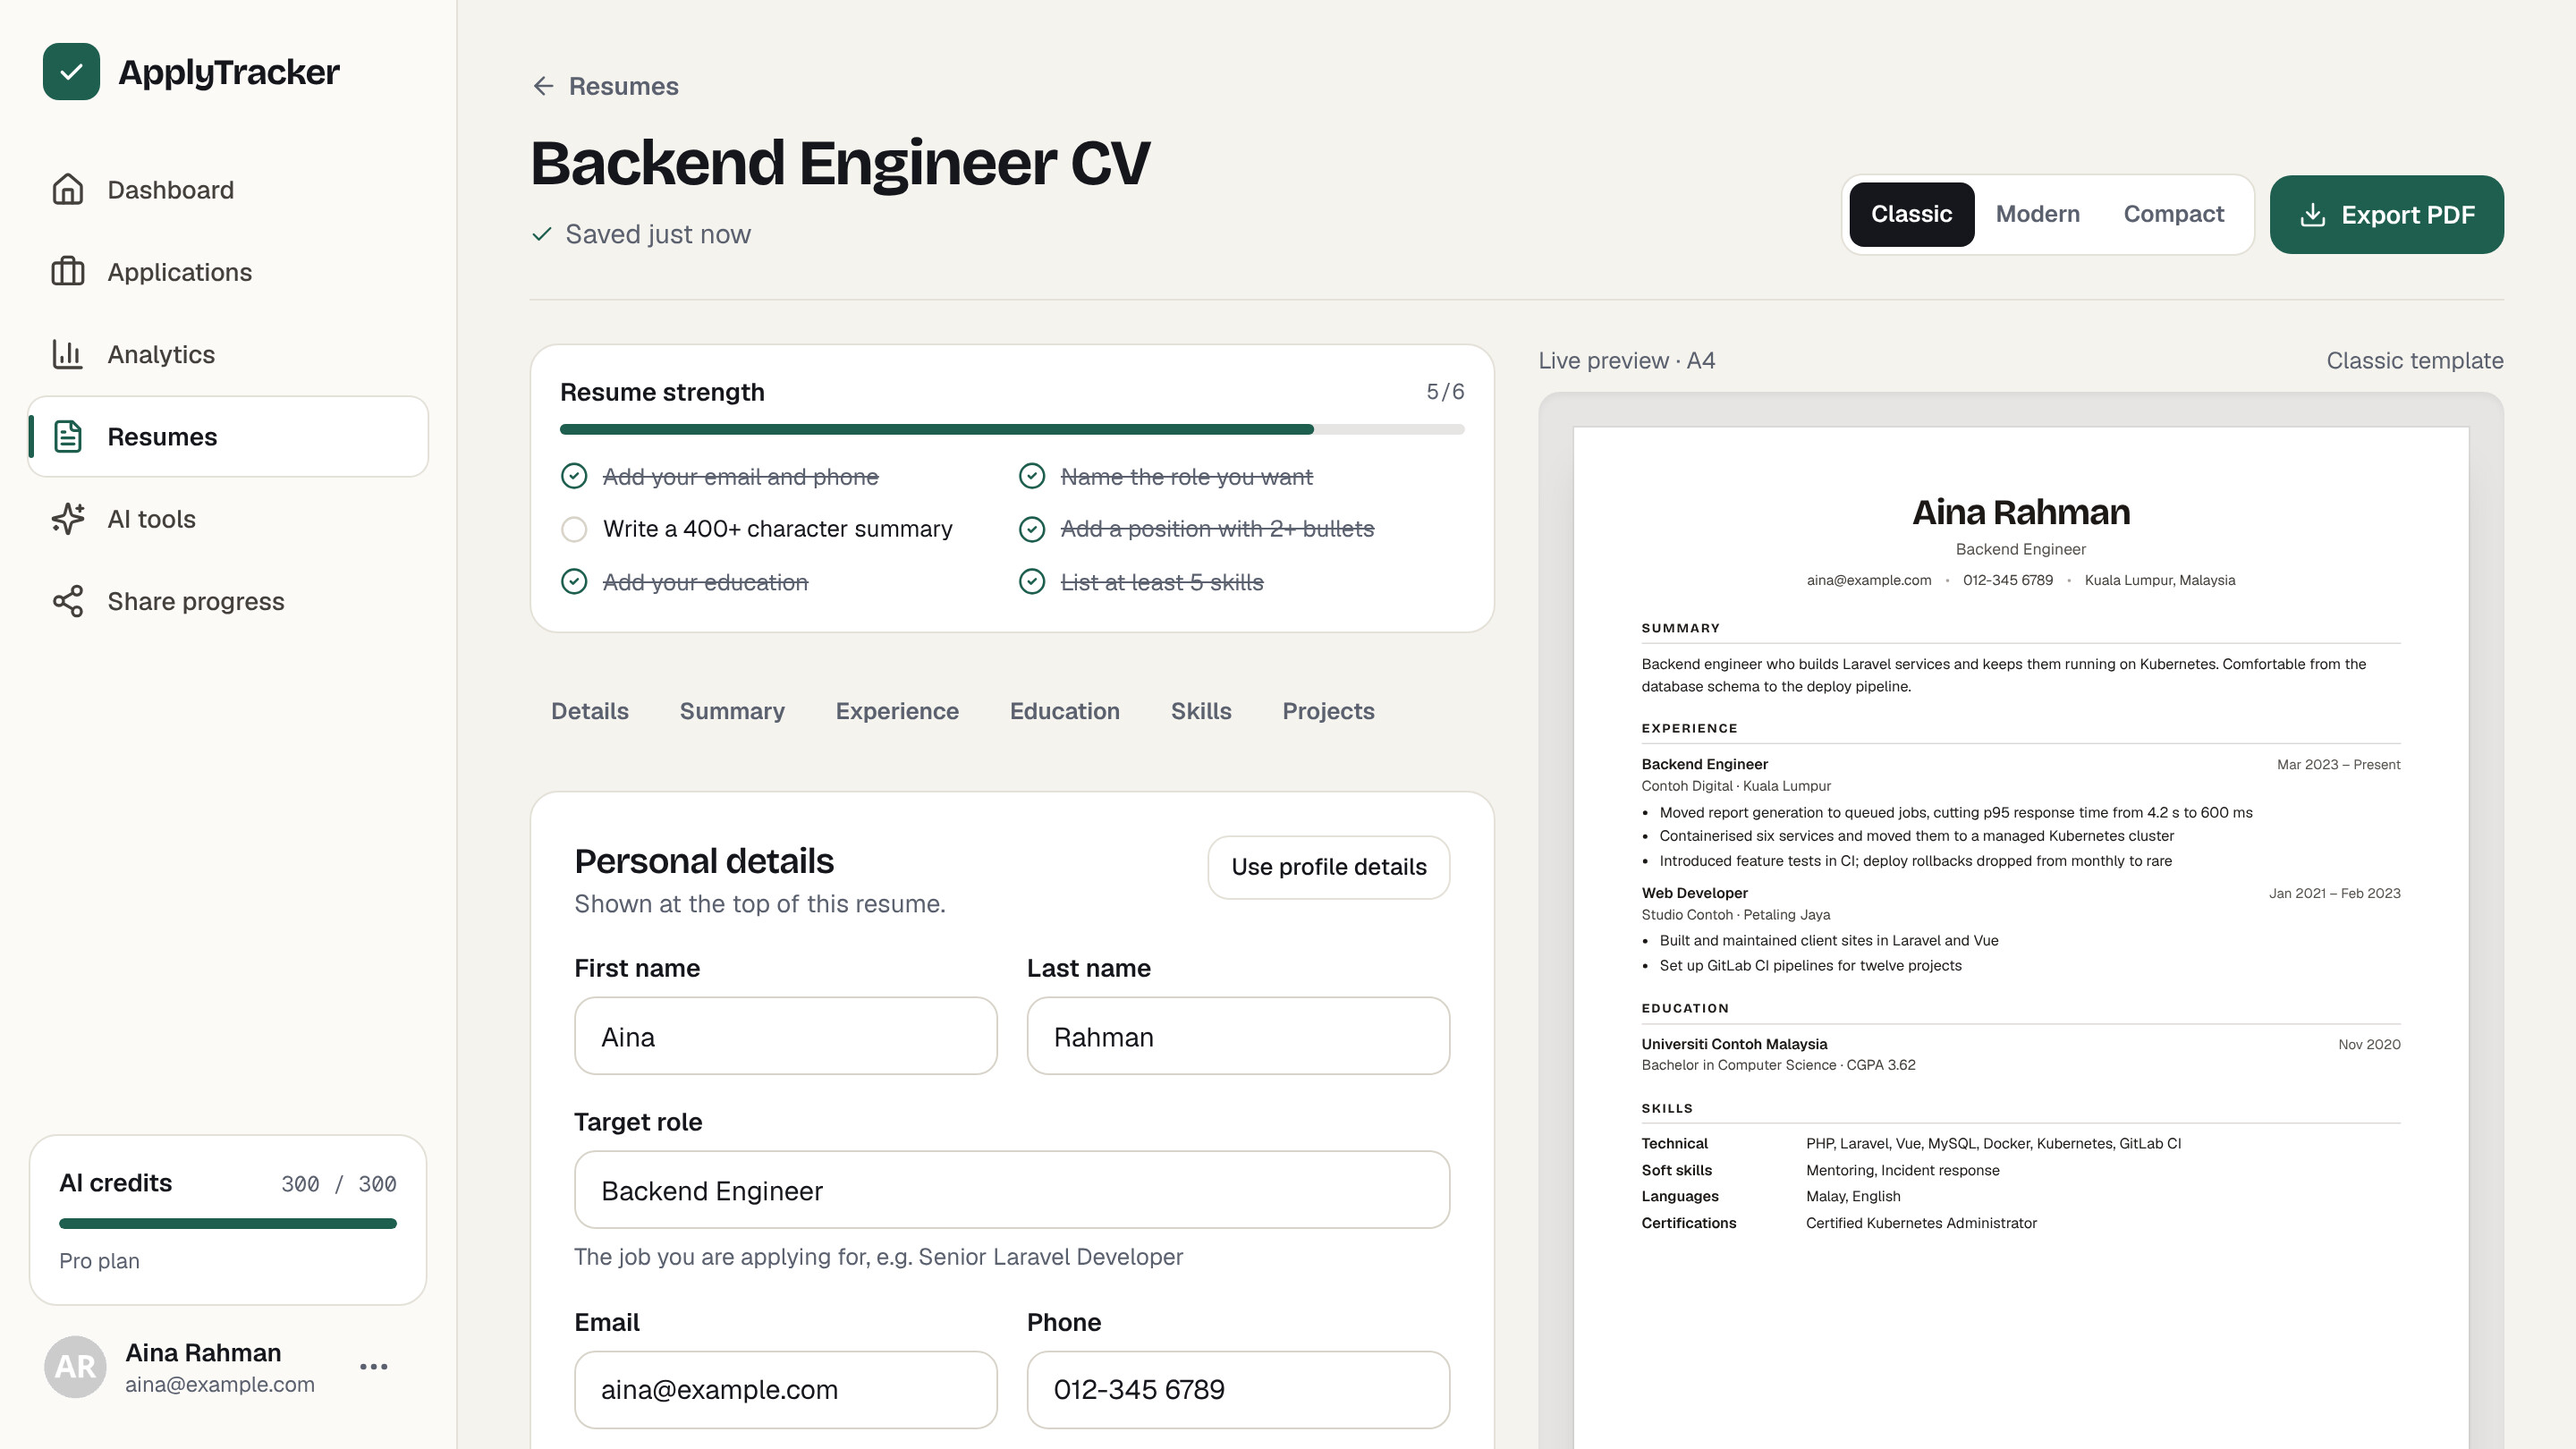 ApplyTracker
Dashboard
Applications
Analytics
Resumes
AI tools
Share progress
AI credits 300 / 300
Pro plan
AR
Aina Rahman
aina@example.com
Resumes
Backend Engineer CV
Saved just now
Classic Modern Compact
Export PDF
Resume strength 5/6
Add your email and phone
Name the role you want
Write a 400+ character summary
Add a position with 2+ bullets
Add your education
List at least 5 skills
Details Summary Experience Education Skills Projects
Personal details
Shown at the top of this resume.
Use profile details
First name
Aina
Last name
Rahman
Target role
Backend Engineer
The job you are applying for, e.g. Senior Laravel Developer
Email
aina@example.com
Phone
012-345 6789
Live preview · A4
Classic template
Aina Rahman
Backend Engineer
aina@example.com • 012-345 6789 • Kuala Lumpur, Malaysia
SUMMARY
Backend engineer who builds Laravel services and keeps them running on Kubernetes. Comfortable from the
database schema to the deploy pipeline.
EXPERIENCE
Backend Engineer Mar 2023 – Present
Contoh Digital · Kuala Lumpur
• Moved report generation to queued jobs, cutting p95 response time from 4.2 s to 600 ms
• Containerised six services and moved them to a managed Kubernetes cluster
• Introduced feature tests in CI; deploy rollbacks dropped from monthly to rare
Web Developer Jan 2021 – Feb 2023
Studio Contoh · Petaling Jaya
• Built and maintained client sites in Laravel and Vue
• Set up GitLab CI pipelines for twelve projects
EDUCATION
Universiti Contoh Malaysia Nov 2020
Bachelor in Computer Science · CGPA 3.62
SKILLS
Technical PHP, Laravel, Vue, MySQL, Docker, Kubernetes, GitLab CI
Soft skills Mentoring, Incident response
Languages Malay, English
Certifications Certified Kubernetes Administrator